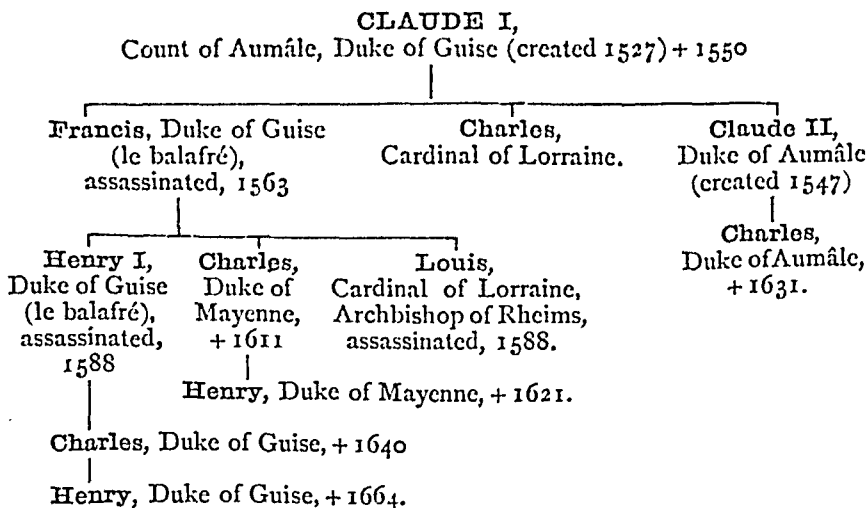 CLAUDE I,
Count of Aumâle, Duke of Guise (created 1527) + 1550
Francis, Duke of Guise
(le balafré),
assassinated, 1563
Charles,
Cardinal of Lorraine.
Claude II,
Duke of Aumâle
(created 1547)
Charles,
Duke of Aumâle,
+ 1631.
Henry I,
Duke of Guise
(le balafré),
assassinated,
1588
Charles,
Duke of
Mayenne,
+ 1611
Louis,
Cardinal of Lorraine,
Archbishop of Rheims,
assassinated, 1588.
Henry, Duke of Mayenne, + 1621.
Charles, Duke of Guise, + 1640
Henry, Duke of Guise, + 1664.